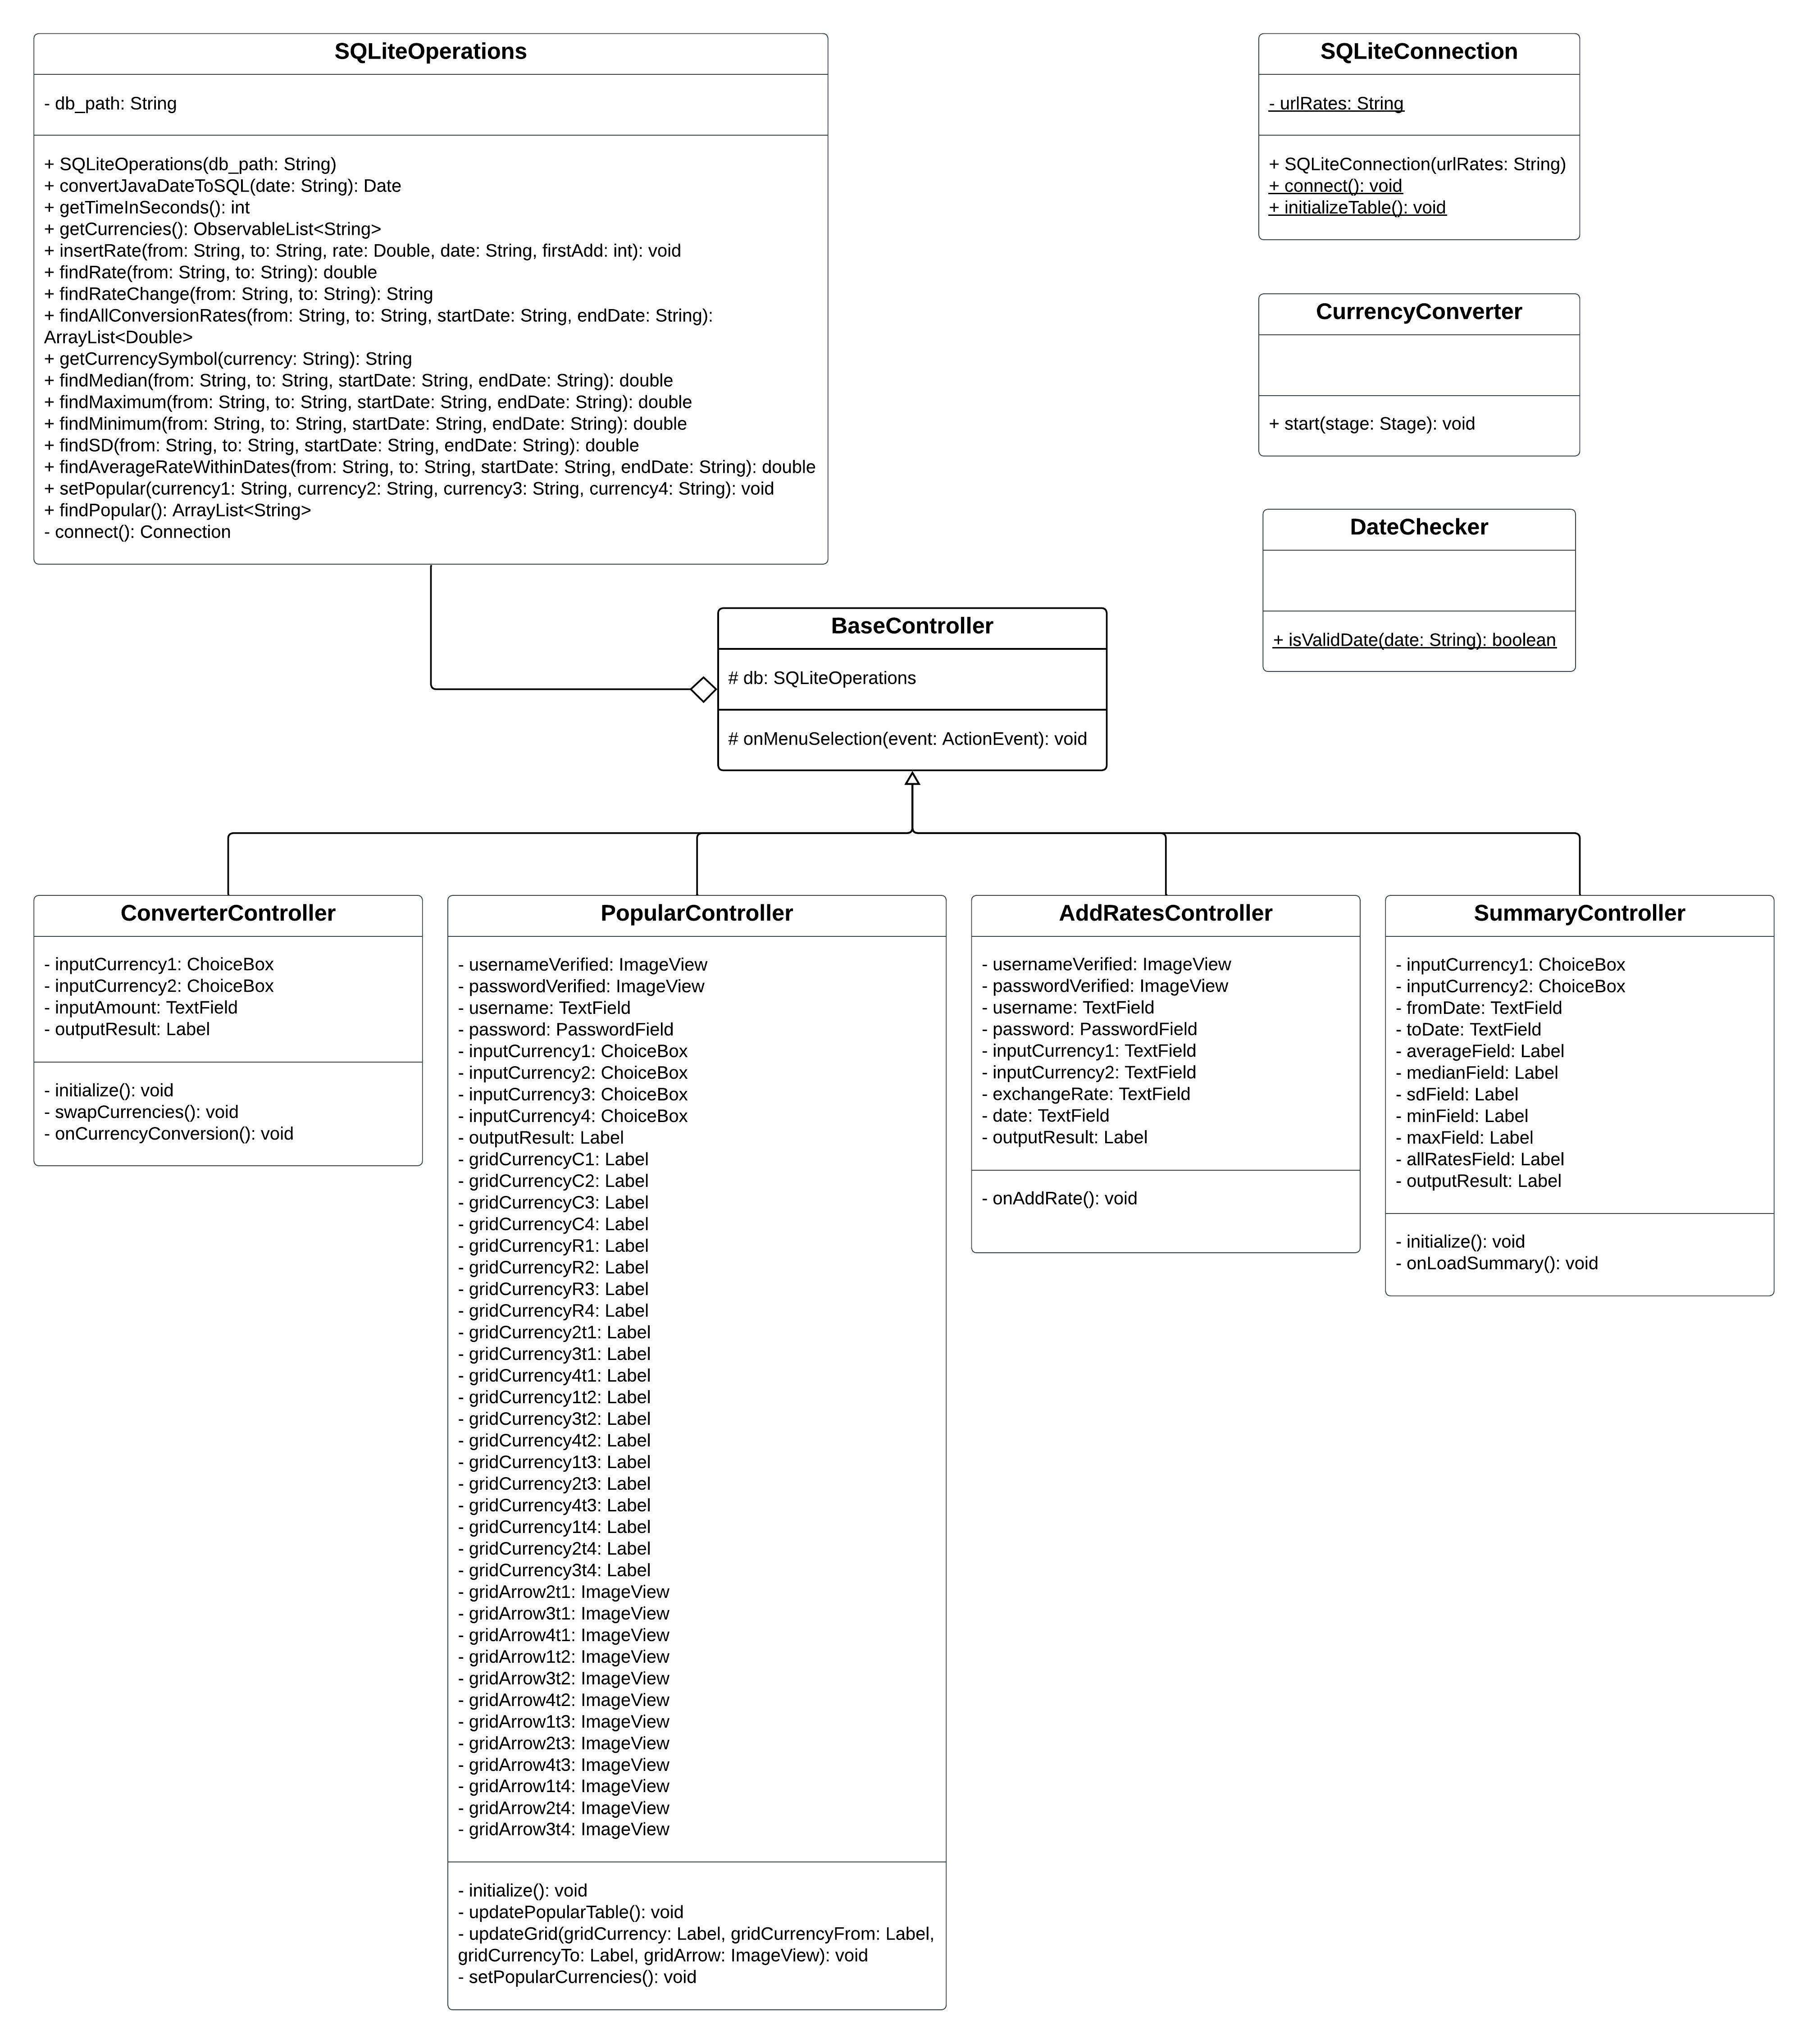 SQLiteOperations
- db_path: String
+ SQLiteOperations(db_path: String)
+ convertJavaDateToSQL(date: String): Date
+ getTimeInSeconds(): int
+ getCurrencies(): ObservableList<String>
+ insertRate(from: String, to: String, rate: Double, date: String, firstAdd: int): void
+ findRate(from: String, to: String): double
+ findRateChange(from: String, to: String): String
+ findAllConversionRates(from: String, to: String, startDate: String, endDate: String):
ArrayList<Double>
+ getCurrencySymbol(currency: String): String
+ findMedian(from: String, to: String, startDate: String, endDate: String): double
+ findMaximum(from: String, to: String, startDate: String, endDate: String): double
+ findMinimum(from: String, to: String, startDate: String, endDate: String): double
+ findSD(from: String, to: String, startDate: String, endDate: String): double
+ findAverageRateWithinDates(from: String, to: String, startDate: String, endDate: String): double
+ setPopular(currency1: String, currency2: String, currency3: String, currency4: String): void
+ findPopular(): ArrayList<String>
- connect(): Connection
SQLiteConnection
- urlRates: String
+ SQLiteConnection(urlRates: String)
+ connect(): void
+ initializeTable(): void
CurrencyConverter
+ start(stage: Stage): void
DateChecker
+ isValidDate(date: String): boolean
BaseController
# db: SQLiteOperations
# onMenuSelection(event: ActionEvent): void
ConverterController
- inputCurrency1: ChoiceBox
- inputCurrency2: ChoiceBox
- inputAmount: TextField
- outputResult: Label
- initialize(): void
- swapCurrencies(): void
- onCurrencyConversion(): void
PopularController
- usernameVerified: ImageView
- passwordVerified: ImageView
- username: TextField
- password: PasswordField
- inputCurrency1: ChoiceBox
- inputCurrency2: ChoiceBox
- inputCurrency3: ChoiceBox
- inputCurrency4: ChoiceBox
- outputResult: Label
- gridCurrencyC1: Label
- gridCurrencyC2: Label
- gridCurrencyC3: Label
- gridCurrencyC4: Label
- gridCurrencyR1: Label
- gridCurrencyR2: Label
- gridCurrencyR3: Label
- gridCurrencyR4: Label
- gridCurrency2t1: Label
- gridCurrency3t1: Label
- gridCurrency4t1: Label
- gridCurrency1t2: Label
- gridCurrency3t2: Label
- gridCurrency4t2: Label
- gridCurrency1t3: Label
- gridCurrency2t3: Label
- gridCurrency4t3: Label
- gridCurrency1t4: Label
- gridCurrency2t4: Label
- gridCurrency3t4: Label
- gridArrow2t1: ImageView
- gridArrow3t1: ImageView
- gridArrow4t1: ImageView
- gridArrow1t2: ImageView
- gridArrow3t2: ImageView
- gridArrow4t2: ImageView
- gridArrow1t3: ImageView
- gridArrow2t3: ImageView
- gridArrow4t3: ImageView
- gridArrow1t4: ImageView
- gridArrow2t4: ImageView
- gridArrow3t4: ImageView
- initialize(): void
- updatePopularTable(): void
- updateGrid(gridCurrency: Label, gridCurrencyFrom: Label,
gridCurrencyTo: Label, gridArrow: ImageView): void
- setPopularCurrencies(): void
AddRatesController
- usernameVerified: ImageView
- passwordVerified: ImageView
- username: TextField
- password: PasswordField
- inputCurrency1: TextField
- inputCurrency2: TextField
- exchangeRate: TextField
- date: TextField
- outputResult: Label
- onAddRate(): void
SummaryController
- inputCurrency1: ChoiceBox
- inputCurrency2: ChoiceBox
- fromDate: TextField
- toDate: TextField
- averageField: Label
- medianField: Label
- sdField: Label
- minField: Label
- maxField: Label
- allRatesField: Label
- outputResult: Label
- initialize(): void
- onLoadSummary(): void